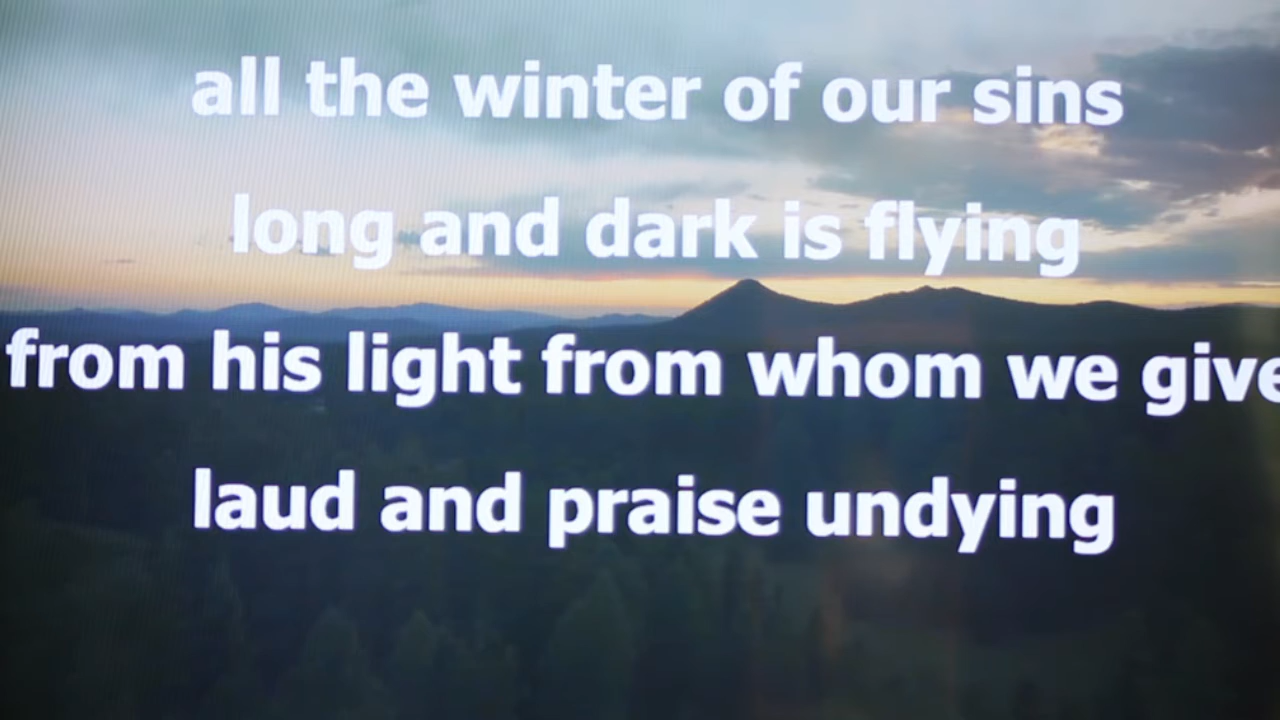 all the winter of our sins
long and dark is flying
from his light from whom we give
laud and praise undying